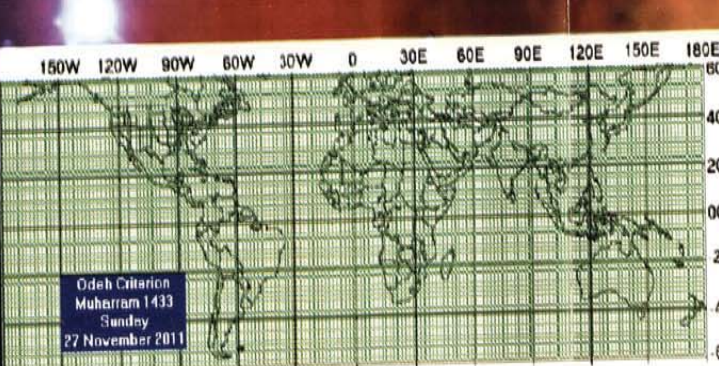 150W 120W 90W 60W 30W 0 30E 60E 90E 120E 150E 180E
60
40
20
Odeh Criterion
Muharram 1433
Sunday
27 November 2011